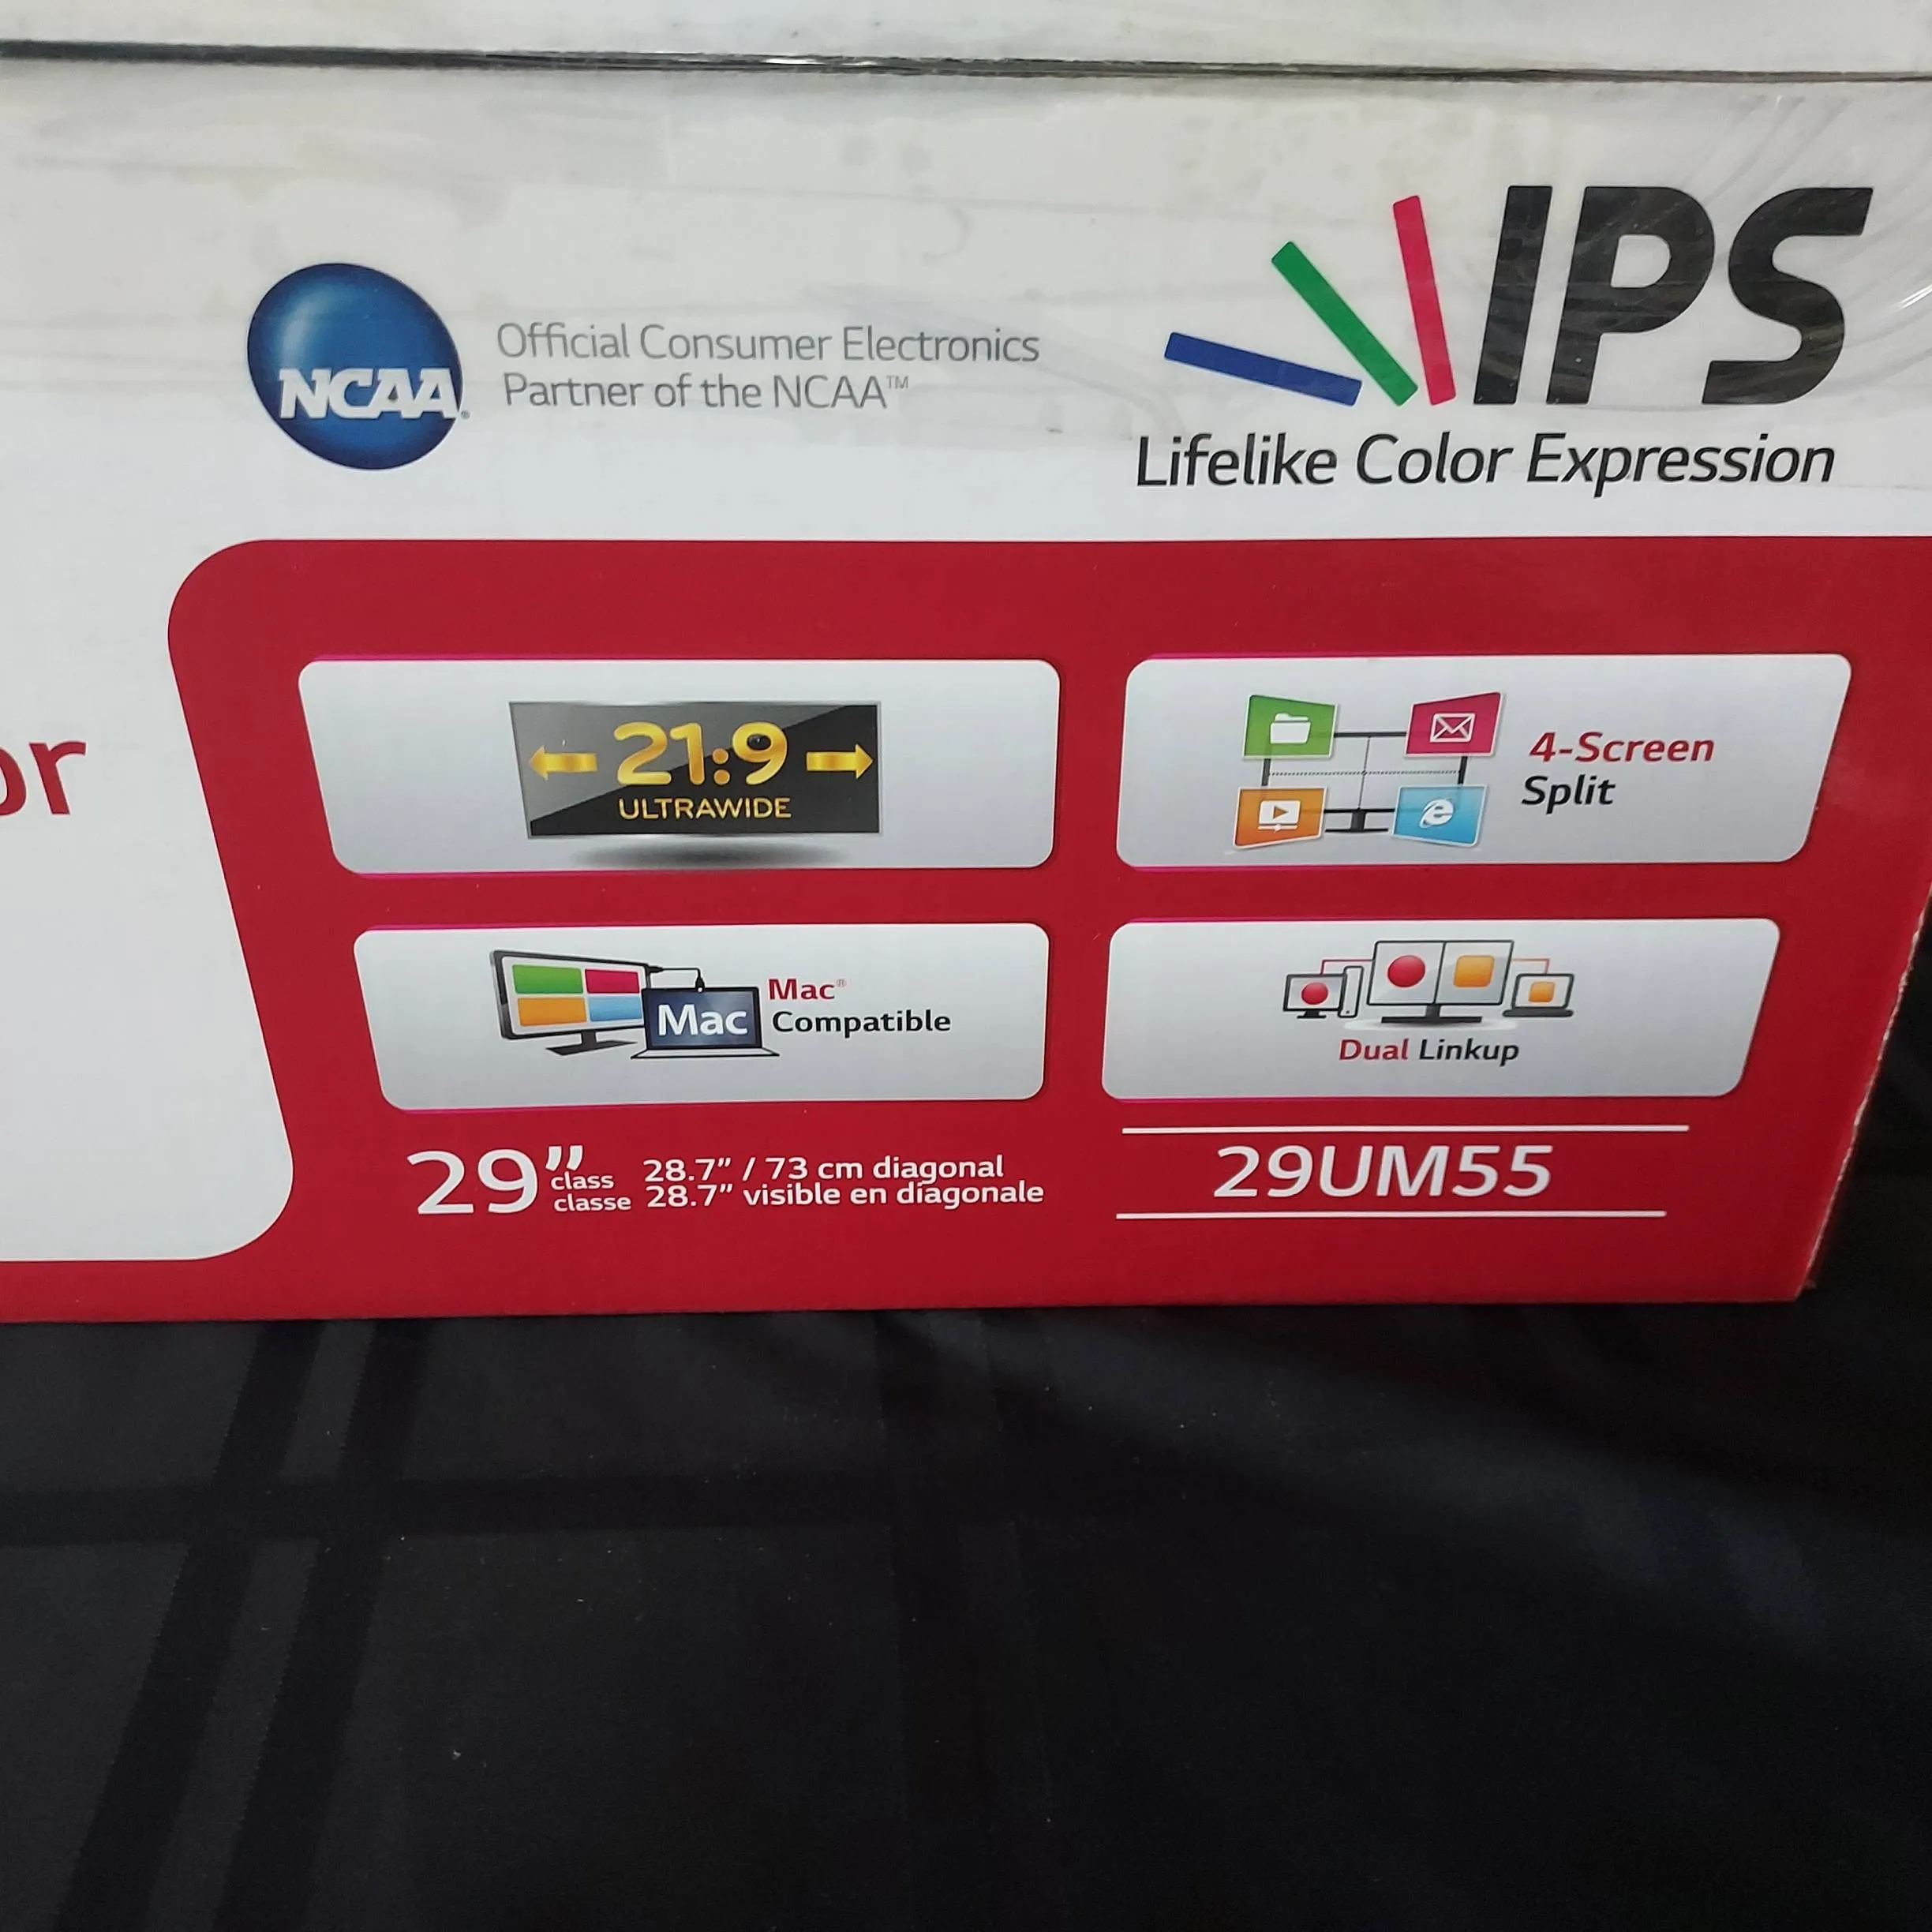 NCAA®
Official Consumer Electronics
Partner of the NCAA™
IPS
Lifelike Color Expression
or
21:9
ULTRAWIDE
4-Screen
Split
Mac
Mac®
Compatible
Dual Linkup
29" class
classe
28.7" / 73 cm diagonal
28.7" visible en diagonale
29UM55